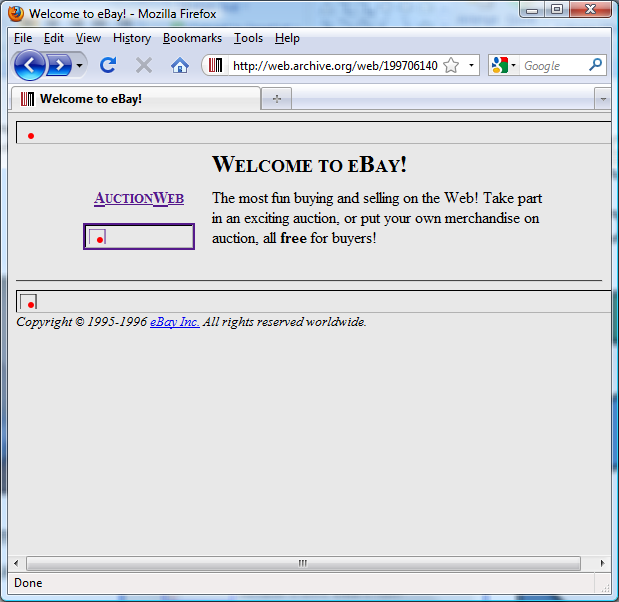 Welcome to eBay! - Mozilla Firefox
File Edit View History Bookmarks Tools Help
http://web.archive.org/web/199706140
Google
Welcome to eBay!
Welcome to eBay!
AuctionWeb
The most fun buying and selling on the Web! Take part
in an exciting auction, or put your own merchandise on
auction, all free for buyers!
Copyright © 1995-1996 eBay Inc. All rights reserved worldwide.
Done